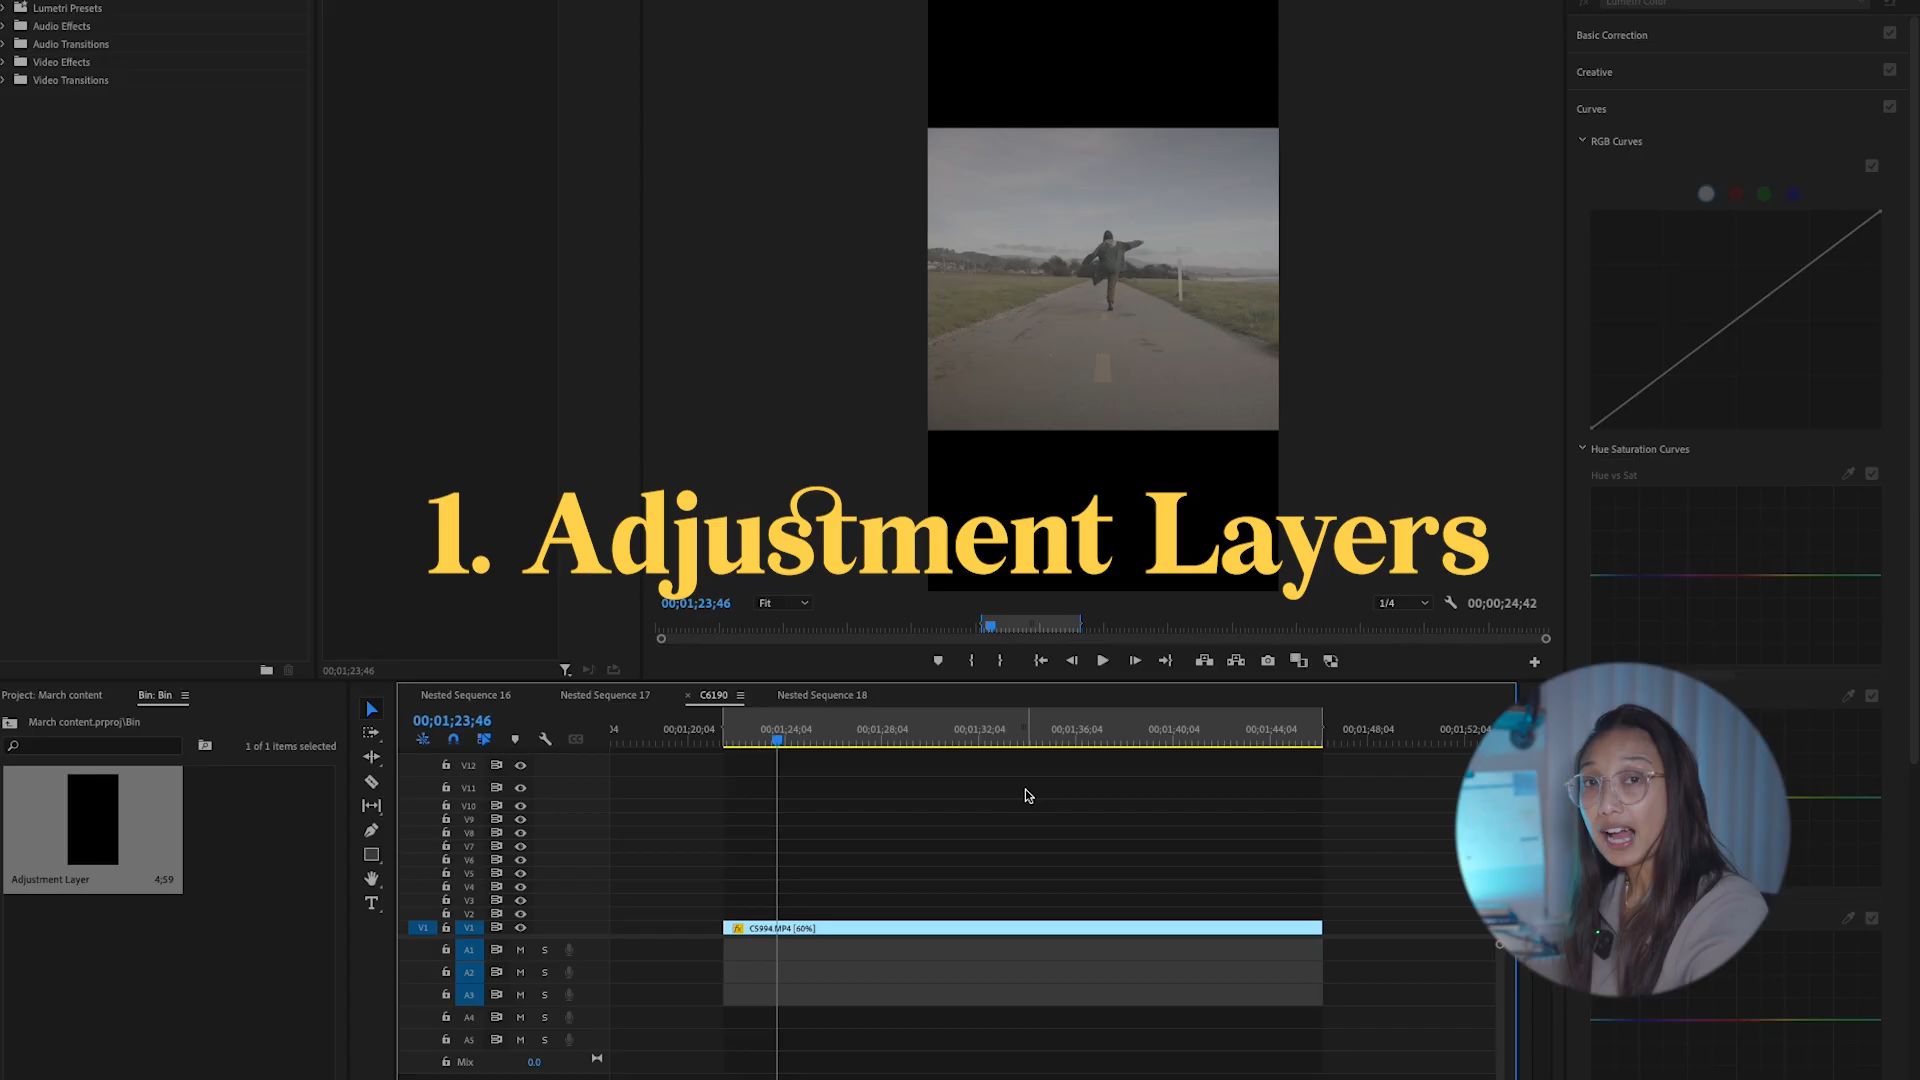 Lumetri Presets
Audio Effects
Audio Transitions
Video Effects
Video Transitions
Lumetri Color
Basic Correction
Creative
Curves
RGB Curves
Hue Saturation Curves
Hue vs Sat
1. Adjustment Layers
00;01;23;46
Fit
1/4
00;00;24;42
00;01;23;46
Project: March content
Bin: Bin
March content.prproj\Bin
1 of 1 items selected
Adjustment Layer
4;59
Nested Sequence 16
Nested Sequence 17
× C6190
Nested Sequence 18
00;01;23;46
04
00;01;20;04
00;01;24;04
00;01;28;04
00;01;32;04
00;01;36;04
00;01;40;04
00;01;44;04
00;01;48;04
00;01;52;04
V12
V11
V10
V9
V8
V7
V6
V5
V4
V3
V2
V1 V1
fx C5994.MP4 [60%]
A1 M S
A2 M S
A3 M S
A4 M S
A5 M S
Mix 0.0